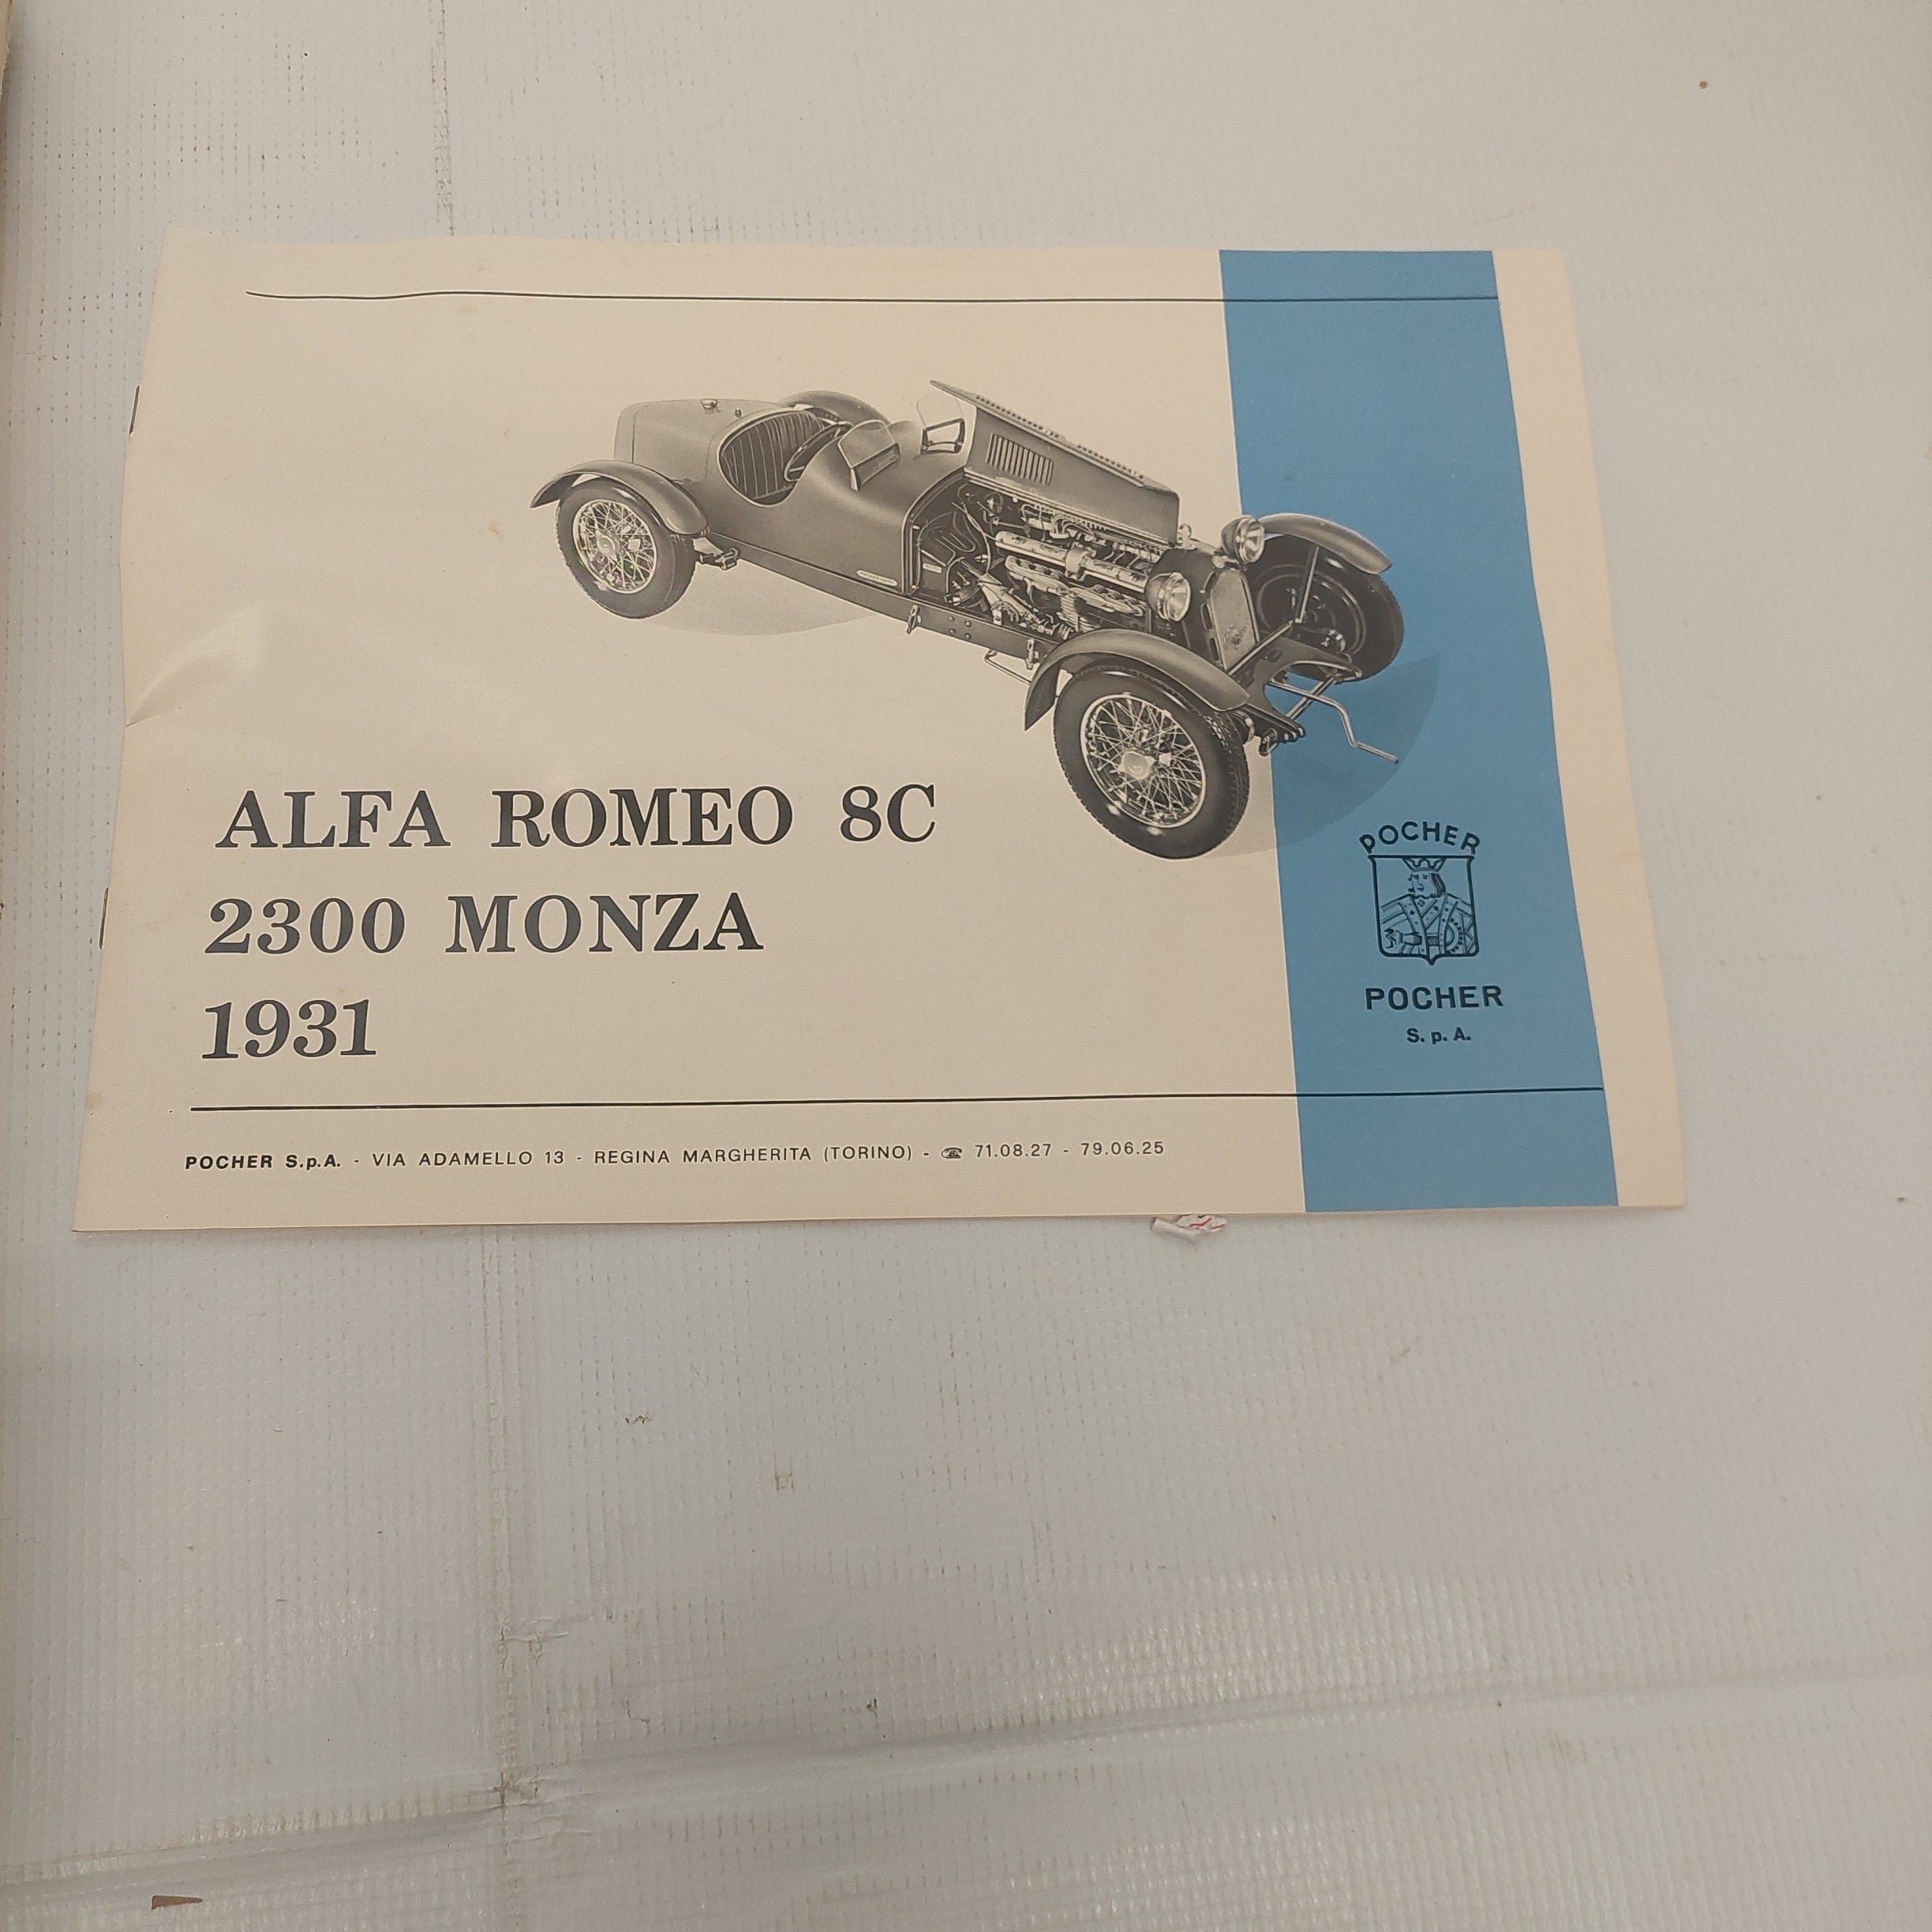 ALFA ROMEO 8C
2300 MONZA
1931
POCHER
POCHER
S.p.A.
POCHER S.p.A. - VIA ADAMELLO 13 - REGINA MARGHERITA (TORINO) - ☎ 71.08.27 - 79.06.25